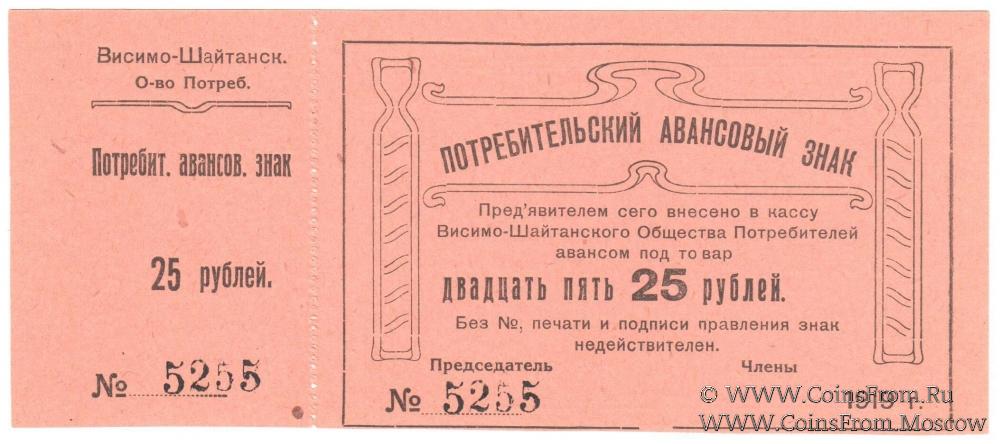 Висимо-Шайтанск.
О-во Потреб.
Потребит. авансов. знак
25 рублей.
№ 5255
ПОТРЕБИТЕЛЬСКИЙ АВАНСОВЫЙ ЗНАК
Пред'явителем сего внесено в кассу
Висимо-Шайтанского Общества Потребителей
авансом под то вар
двадцать пять 25 рублей.
Без №, печати и подписи правления знак
недействителен.
Председатель Члены
№ 5255 1919 г.
© WWW.CoinsFrom.Ru
WWW.CoinsFrom.Moscow